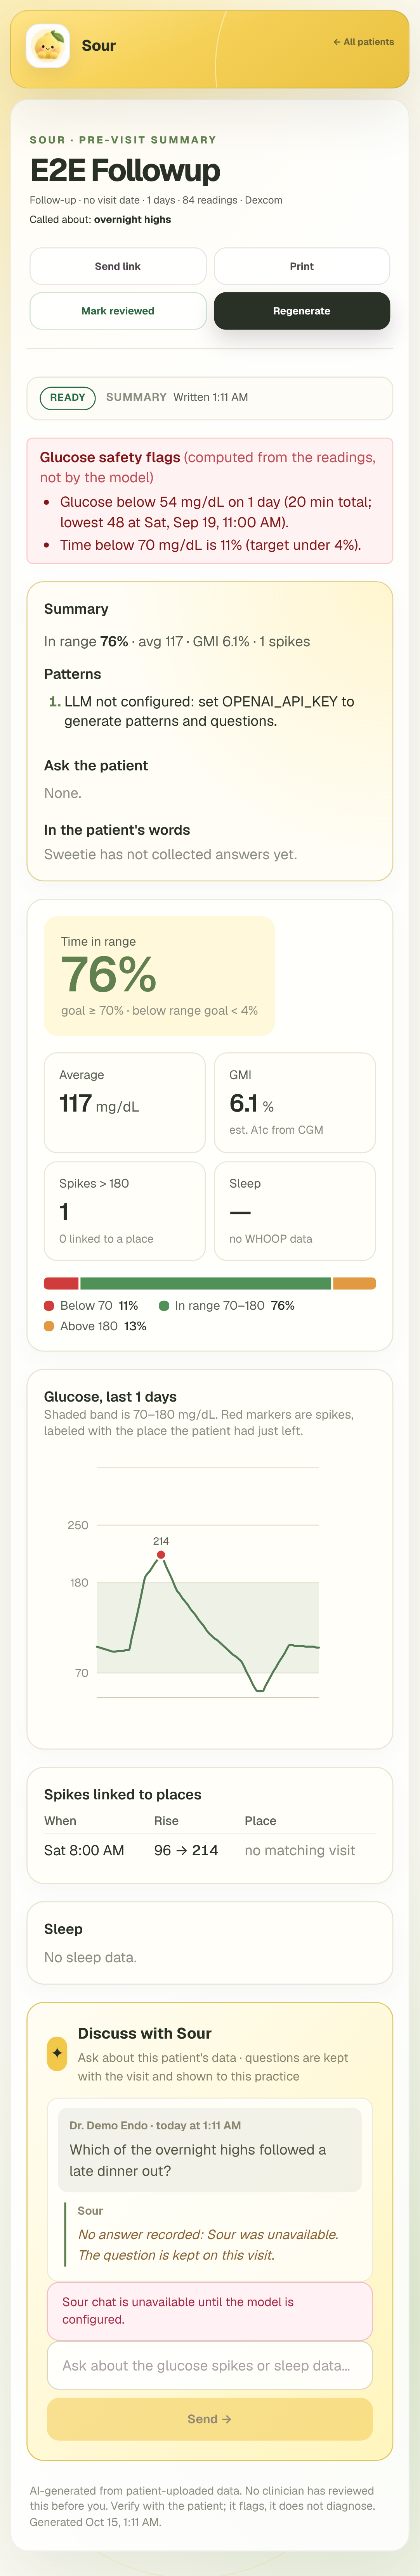 Sour
← All patients
SOUR · PRE-VISIT SUMMARY
E2E Followup
Follow-up · no visit date · 1 days · 84 readings · Dexcom
Called about: overnight highs
Send link
Print
Mark reviewed
Regenerate
READY SUMMARY Written 1:11 AM
Glucose safety flags (computed from the readings,
not by the model)
• Glucose below 54 mg/dL on 1 day (20 min total;
lowest 48 at Sat, Sep 19, 11:00 AM).
• Time below 70 mg/dL is 11% (target under 4%).
Summary
In range 76% · avg 117 · GMI 6.1% · 1 spikes
Patterns
1. LLM not configured: set OPENAI_API_KEY to
generate patterns and questions.
Ask the patient
None.
In the patient's words
Sweetie has not collected answers yet.
Time in range
76%
goal ≥ 70% · below range goal < 4%
Average
117 mg/dL
GMI
6.1 %
est. A1c from CGM
Spikes > 180
1
0 linked to a place
Sleep
—
no WHOOP data
Below 70 11% In range 70–180 76%
Above 180 13%
Glucose, last 1 days
Shaded band is 70–180 mg/dL. Red markers are spikes,
labeled with the place the patient had just left.
250
214
180
70
Spikes linked to places
When Rise Place
Sat 8:00 AM 96 → 214 no matching visit
Sleep
No sleep data.
✦
Discuss with Sour
Ask about this patient's data · questions are kept
with the visit and shown to this practice
Dr. Demo Endo · today at 1:11 AM
Which of the overnight highs followed a
late dinner out?
Sour
No answer recorded: Sour was unavailable.
The question is kept on this visit.
Sour chat is unavailable until the model is
configured.
Ask about the glucose spikes or sleep data...
Send →
AI-generated from patient-uploaded data. No clinician has reviewed
this before you. Verify with the patient; it flags, it does not diagnose.
Generated Oct 15, 1:11 AM.